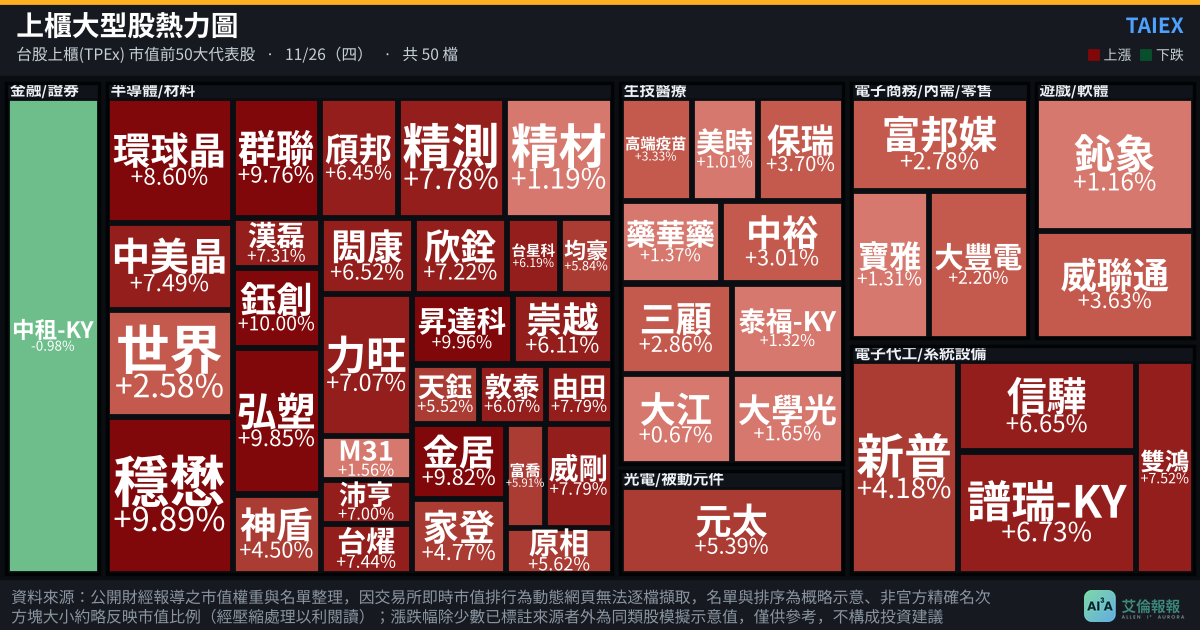 上櫃大型股熱力圖
TAIEX
台股上櫃(TPEx) 市值前50大代表股 · 11/26（四） · 共 50 檔
上漲
下跌
金融/證券
中租-KY
-0.98%
半導體/材料
環球晶
+8.60%
群聯
+9.76%
頎邦
+6.45%
精測
+7.78%
精材
+1.19%
中美晶
+7.49%
漢磊
+7.31%
閎康
+6.52%
欣銓
+7.22%
台星科
+6.19%
均豪
+5.84%
鈺創
+10.00%
世界
+2.58%
力旺
+7.07%
昇達科
+9.96%
崇越
+6.11%
弘塑
+9.85%
天鈺
+5.52%
敦泰
+6.07%
由田
+7.79%
穩懋
+9.89%
M31
+1.56%
金居
+9.82%
富喬
+5.91%
威剛
+7.79%
沛亨
+7.00%
神盾
+4.50%
台燿
+7.44%
家登
+4.77%
原相
+5.62%
生技醫療
高端疫苗
+3.33%
美時
+1.01%
保瑞
+3.70%
藥華藥
+1.37%
中裕
+3.01%
三顧
+2.86%
泰福-KY
+1.32%
大江
+0.67%
大學光
+1.65%
光電/被動元件
元太
+5.39%
電子商務/內需/零售
富邦媒
+2.78%
寶雅
+1.31%
大豐電
+2.20%
遊戲/軟體
鈊象
+1.16%
威聯通
+3.63%
電子代工/系統設備
新普
+4.18%
信驊
+6.65%
譜瑞-KY
+6.73%
雙鴻
+7.52%
資料來源：公開財經報導之市值權重與名單整理，因交易所即時市值排行為動態網頁無法逐檔擷取，名單與排序為概略示意、非官方精確名次
方塊大小約略反映市值比例（經壓縮處理以利閱讀）；漲跌幅除少數已標註來源者外為同類股模擬示意值，僅供參考，不構成投資建議
AI³A
艾倫報報
ALLEN I³ AURORA